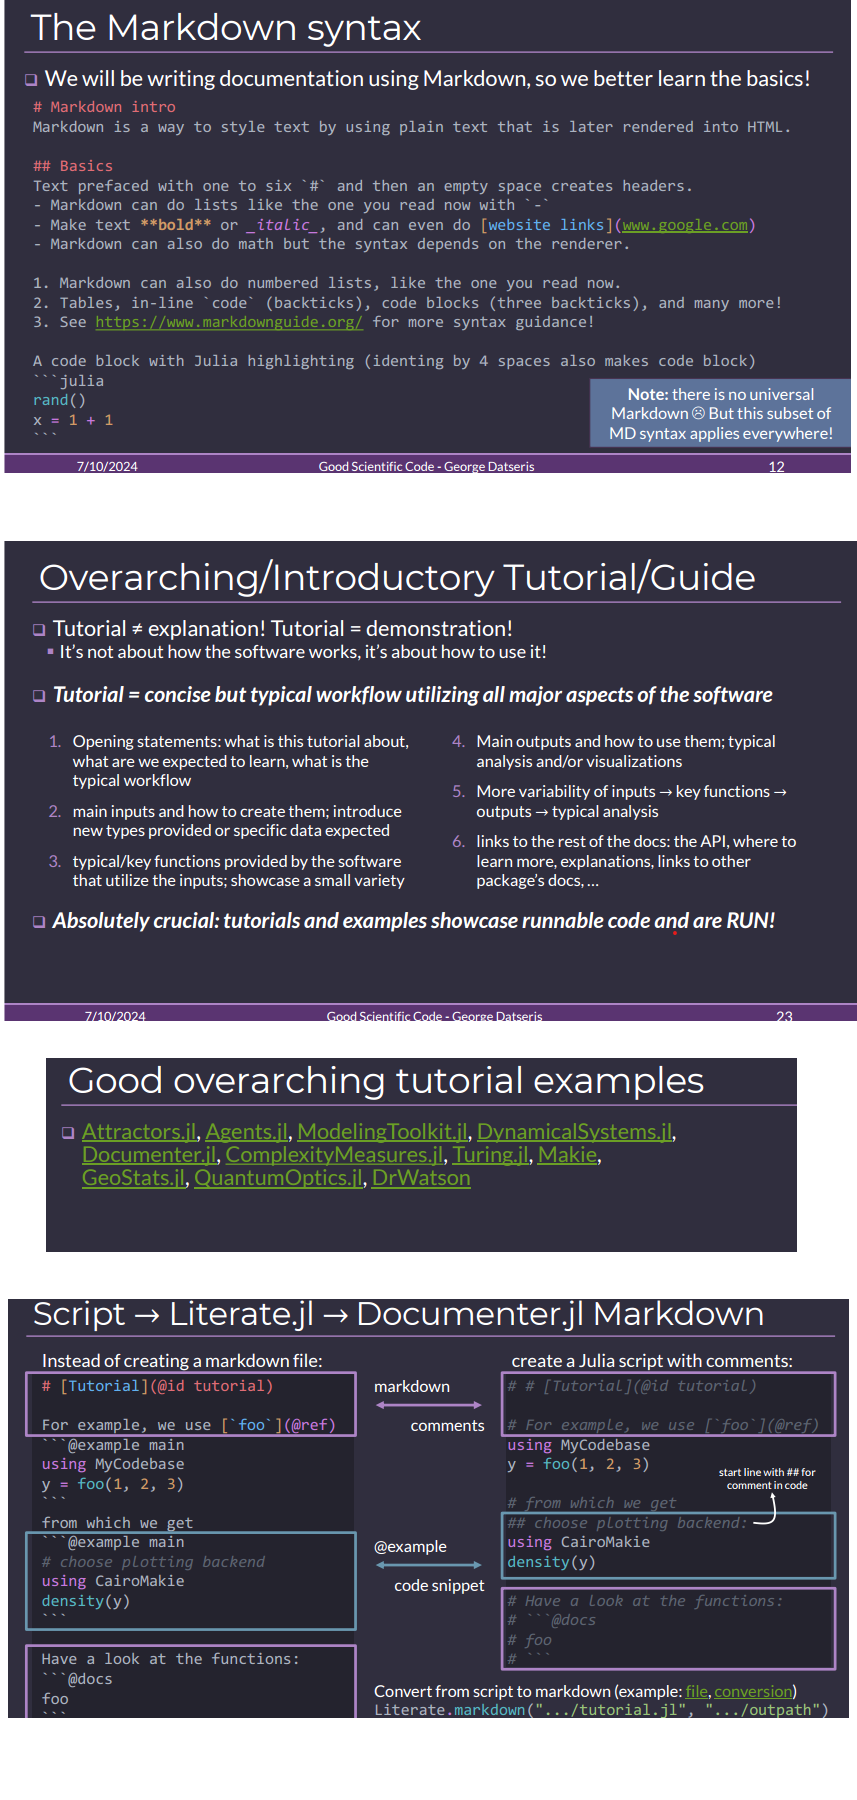 The Markdown syntax
We will be writing documentation using Markdown, so we better learn the basics!
# Markdown intro
Markdown is a way to style text by using plain text that is later rendered into HTML.
## Basics
Text prefaced with one to six `#` and then an empty space creates headers.
- Markdown can do lists like the one you read now with `-`
- Make text **bold** or _italic_, and can even do [website links](www.google.com)
- Markdown can also do math but the syntax depends on the renderer.
1. Markdown can also do numbered lists, like the one you read now.
2. Tables, in-line `code` (backticks), code blocks (three backticks), and many more!
3. See https://www.markdownguide.org/ for more syntax guidance!
A code block with Julia highlighting (identing by 4 spaces also makes code block)
```julia
rand()
x = 1 + 1
```
Note: there is no universal
Markdown ☹ But this subset of
MD syntax applies everywhere!
7/10/2024 Good Scientific Code - George Datseris 12
Overarching/Introductory Tutorial/Guide
Tutorial ≠ explanation! Tutorial = demonstration!
It's not about how the software works, it's about how to use it!
Tutorial = concise but typical workflow utilizing all major aspects of the software
1. Opening statements: what is this tutorial about,
what are we expected to learn, what is the
typical workflow
2. main inputs and how to create them; introduce
new types provided or specific data expected
3. typical/key functions provided by the software
that utilize the inputs; showcase a small variety
4. Main outputs and how to use them; typical
analysis and/or visualizations
5. More variability of inputs → key functions →
outputs → typical analysis
6. links to the rest of the docs: the API, where to
learn more, explanations, links to other
package's docs, ...
Absolutely crucial: tutorials and examples showcase runnable code and are RUN!
7/10/2024 Good Scientific Code - George Datseris 23
Good overarching tutorial examples
Attractors.jl, Agents.jl, ModelingToolkit.jl, DynamicalSystems.jl,
Documenter.jl, ComplexityMeasures.jl, Turing.jl, Makie,
GeoStats.jl, QuantumOptics.jl, DrWatson
Script → Literate.jl → Documenter.jl Markdown
Instead of creating a markdown file:
# [Tutorial](@id tutorial)
For example, we use [`foo`](@ref)
```@example main
using MyCodebase
y = foo(1, 2, 3)
```
from which we get
```@example main
# choose plotting backend
using CairoMakie
density(y)
```
Have a look at the functions:
```@docs
foo
```
markdown
comments
@example
code snippet
create a Julia script with comments:
# # [Tutorial](@id tutorial)
# For example, we use [`foo`](@ref)
using MyCodebase
y = foo(1, 2, 3)
start line with ## for
comment in code
# from which we get
## choose plotting backend:
using CairoMakie
density(y)
# Have a look at the functions:
# ```@docs
# foo
# ```
Convert from script to markdown (example: file, conversion)
Literate.markdown(".../tutorial.jl", ".../outpath")